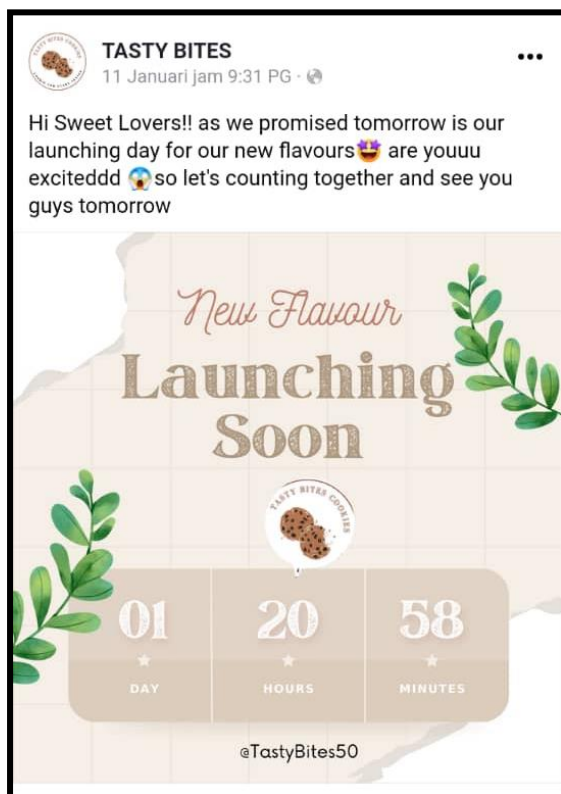 TASTY BITES
11 Januari jam 9:31 PG ·
Hi Sweet Lovers!! as we promised tomorrow is our
launching day for our new flavours🤩 are youuu
exciteddd 😱so let's counting together and see you
guys tomorrow
New Flavour
Launching
Soon
TASTY BITES COOKIES
01 20 58
DAY HOURS MINUTES
@TastyBites50